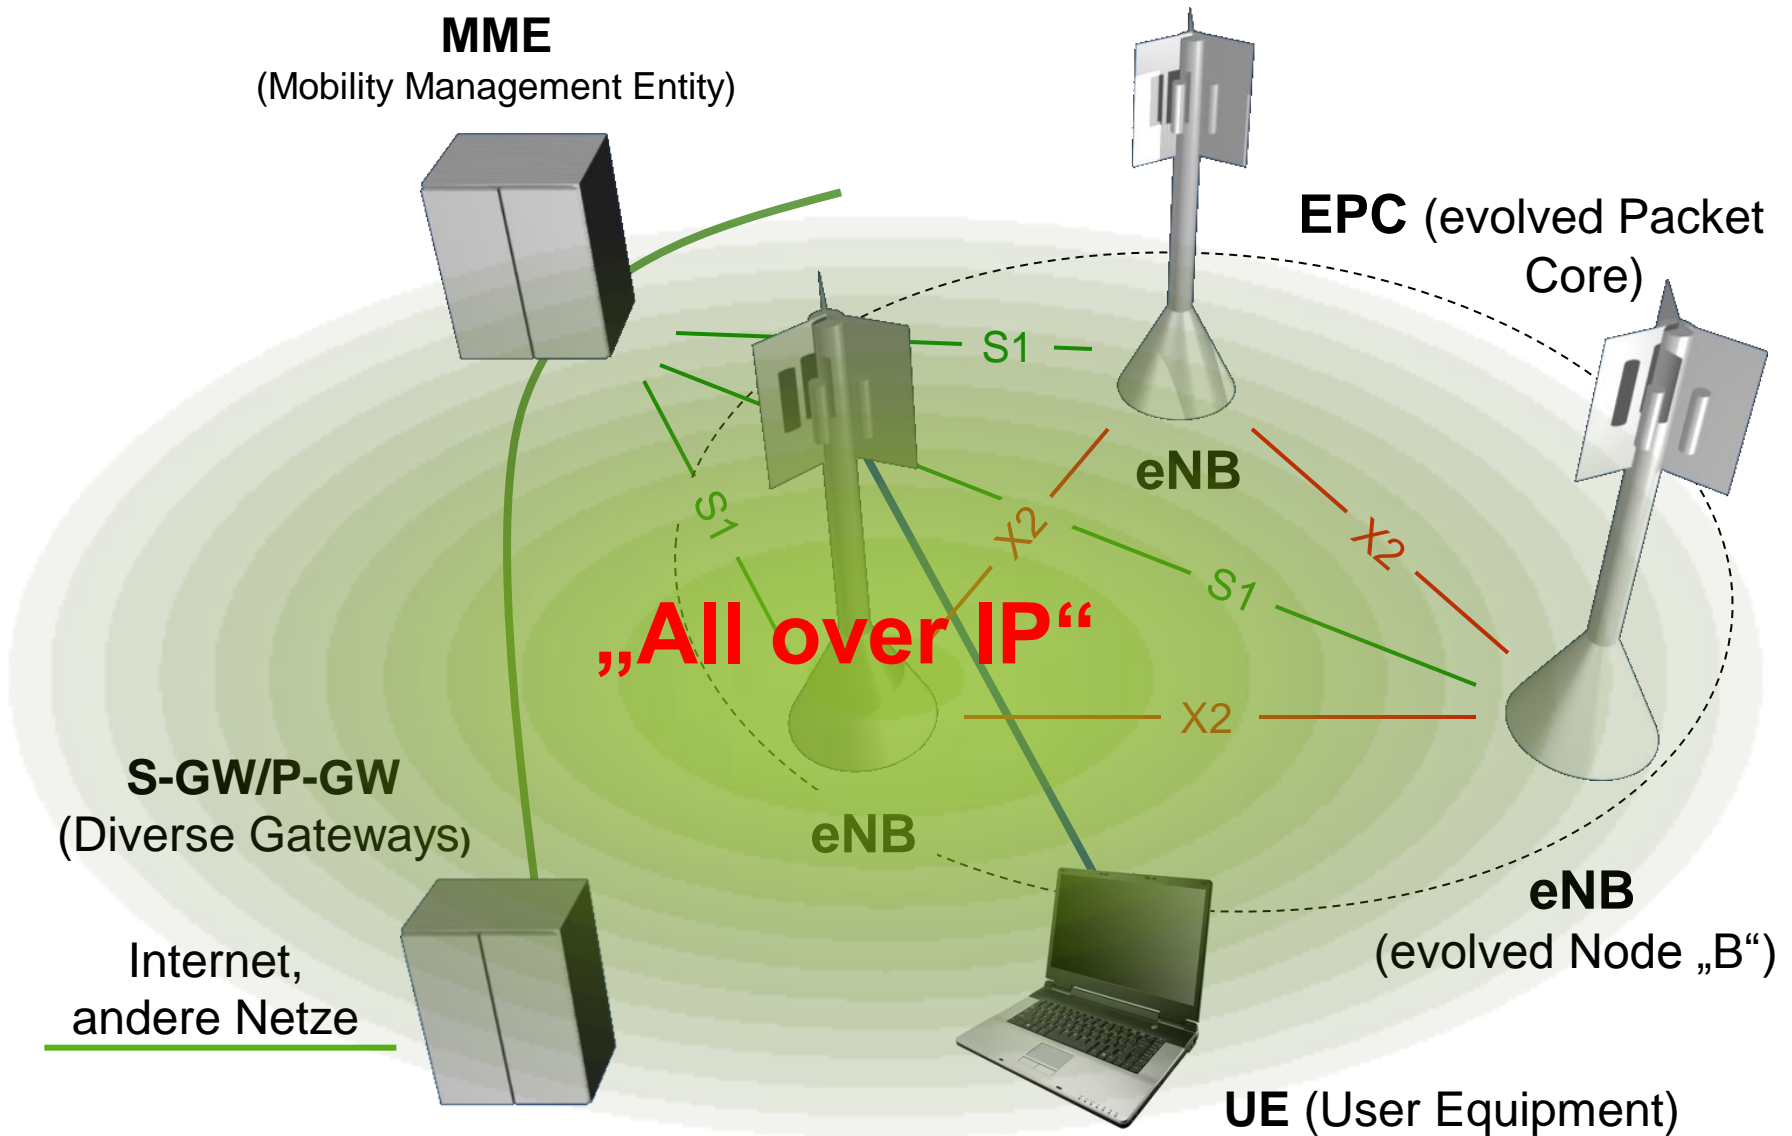 MME
(Mobility Management Entity)
EPC (evolved Packet
Core)
S1
eNB
S1
X2
X2
S1
„All over IP“
X2
S-GW/P-GW
(Diverse Gateways)
eNB
eNB
(evolved Node „B“)
Internet,
andere Netze
UE (User Equipment)